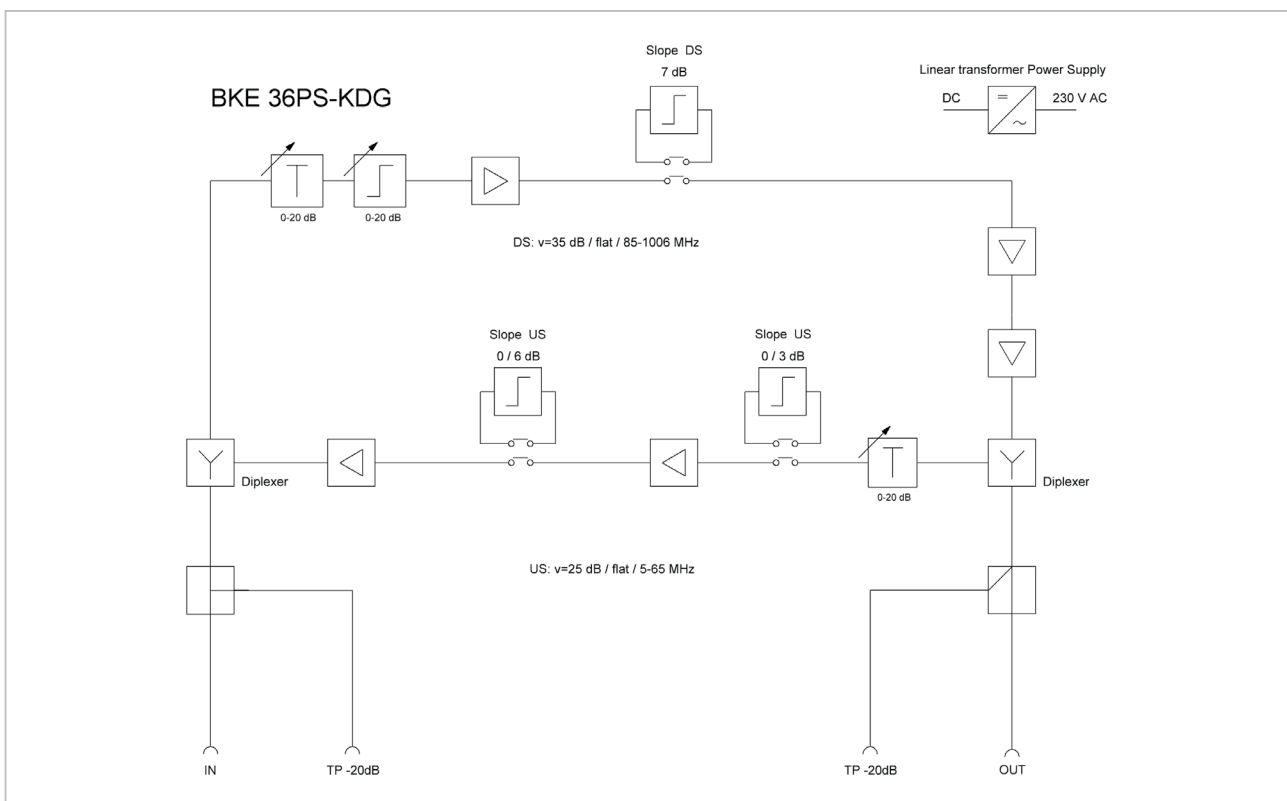 Slope  DS
7 dB
Linear transformer Power Supply
DC
230 V AC
BKE 36PS-KDG
0-20 dB
0-20 dB
DS: v=35 dB / flat / 85-1006 MHz
Slope  US
0 / 6 dB
Slope  US
0 / 3 dB
Diplexer
0-20 dB
Diplexer
US: v=25 dB / flat / 5-65 MHz
IN
TP -20dB
TP -20dB
OUT